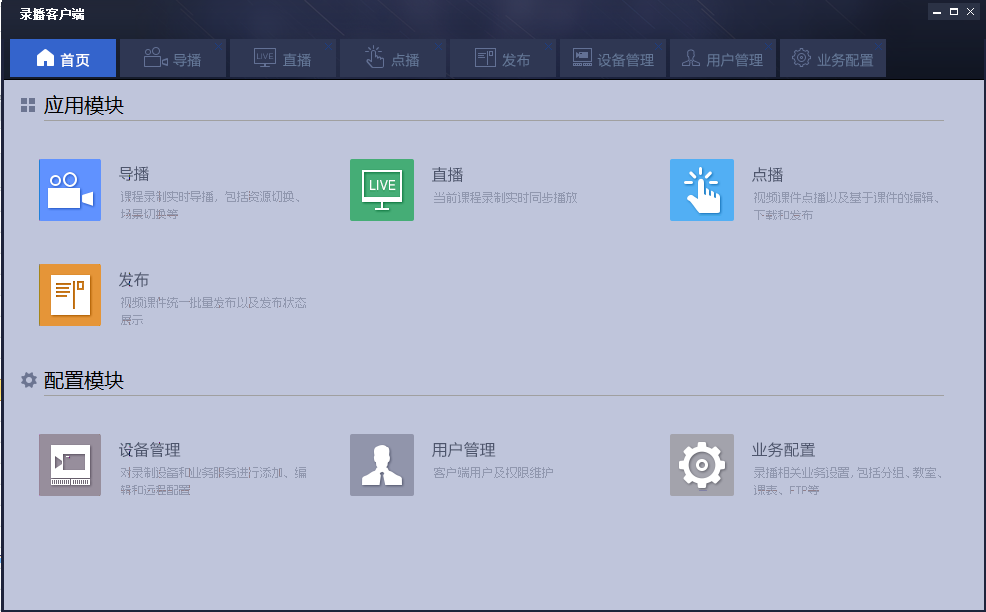 录播客户端
首页 导播 直播 点播 发布 设备管理 用户管理 业务配置
应用模块
导播
课程录制实时导播，包括资源切换、
场景切换等
直播
LIVE
当前课程录制实时同步播放
点播
视频课件点播以及基于课件的编辑、
下载和发布
发布
视频课件统一批量发布以及发布状态
展示
配置模块
设备管理
对录制设备和业务服务进行添加、编
辑和远程配置
用户管理
客户端用户及权限维护
业务配置
录播相关业务设置，包括分组、教室、
课表、FTP等